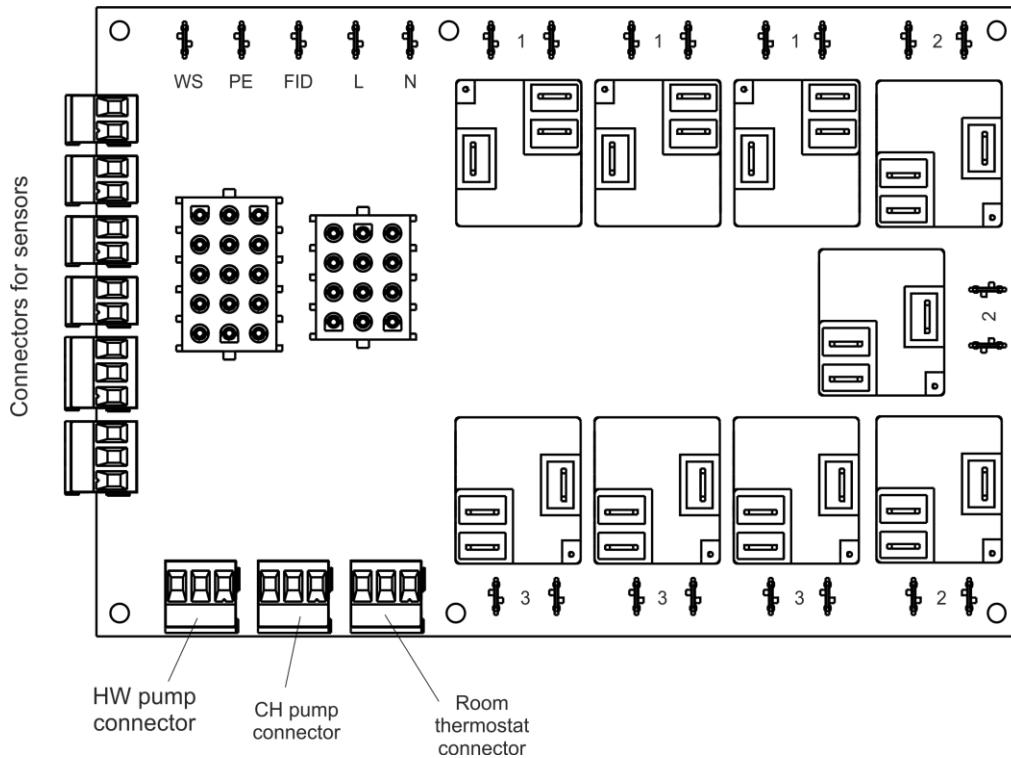 1 1 1 2
WS PE FID L N
Connectors for sensors
2
3 3 3 2
HW pump
connector
CH pump
connector
Room
thermostat
connector